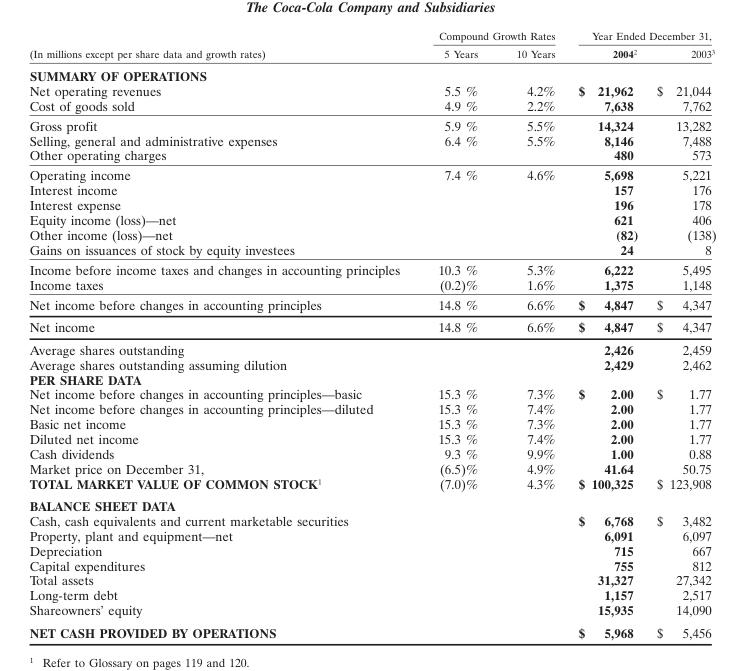 The Coca-Cola Company and Subsidiaries
Compound Growth Rates Year Ended December 31,
(In millions except per share data and growth rates) 5 Years 10 Years 2004² 2003³
SUMMARY OF OPERATIONS
Net operating revenues 5.5 % 4.2% $ 21,962 $ 21,044
Cost of goods sold 4.9 % 2.2% 7,638 7,762
Gross profit 5.9 % 5.5% 14,324 13,282
Selling, general and administrative expenses 6.4 % 5.5% 8,146 7,488
Other operating charges 480 573
Operating income 7.4 % 4.6% 5,698 5,221
Interest income 157 176
Interest expense 196 178
Equity income (loss)—net 621 406
Other income (loss)—net (82) (138)
Gains on issuances of stock by equity investees 24 8
Income before income taxes and changes in accounting principles 10.3 % 5.3% 6,222 5,495
Income taxes (0.2)% 1.6% 1,375 1,148
Net income before changes in accounting principles 14.8 % 6.6% $ 4,847 $ 4,347
Net income 14.8 % 6.6% $ 4,847 $ 4,347
Average shares outstanding 2,426 2,459
Average shares outstanding assuming dilution 2,429 2,462
PER SHARE DATA
Net income before changes in accounting principles—basic 15.3 % 7.3% $ 2.00 $ 1.77
Net income before changes in accounting principles—diluted 15.3 % 7.4% 2.00 1.77
Basic net income 15.3 % 7.3% 2.00 1.77
Diluted net income 15.3 % 7.4% 2.00 1.77
Cash dividends 9.3 % 9.9% 1.00 0.88
Market price on December 31, (6.5)% 4.9% 41.64 50.75
TOTAL MARKET VALUE OF COMMON STOCK¹ (7.0)% 4.3% $ 100,325 $ 123,908
BALANCE SHEET DATA
Cash, cash equivalents and current marketable securities $ 6,768 $ 3,482
Property, plant and equipment—net 6,091 6,097
Depreciation 715 667
Capital expenditures 755 812
Total assets 31,327 27,342
Long-term debt 1,157 2,517
Shareowners' equity 15,935 14,090
NET CASH PROVIDED BY OPERATIONS $ 5,968 $ 5,456
¹ Refer to Glossary on pages 119 and 120.